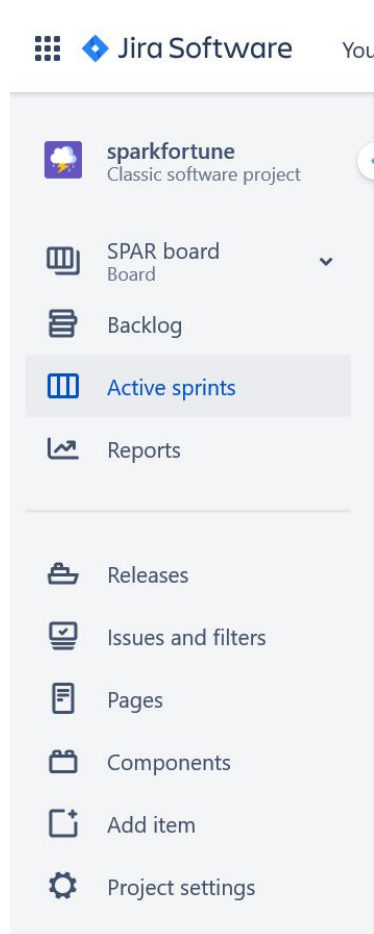 Jira Software
You
sparkfortune
Classic software project
SPAR board
Board
Backlog
Active sprints
Reports
Releases
Issues and filters
Pages
Components
Add item
Project settings